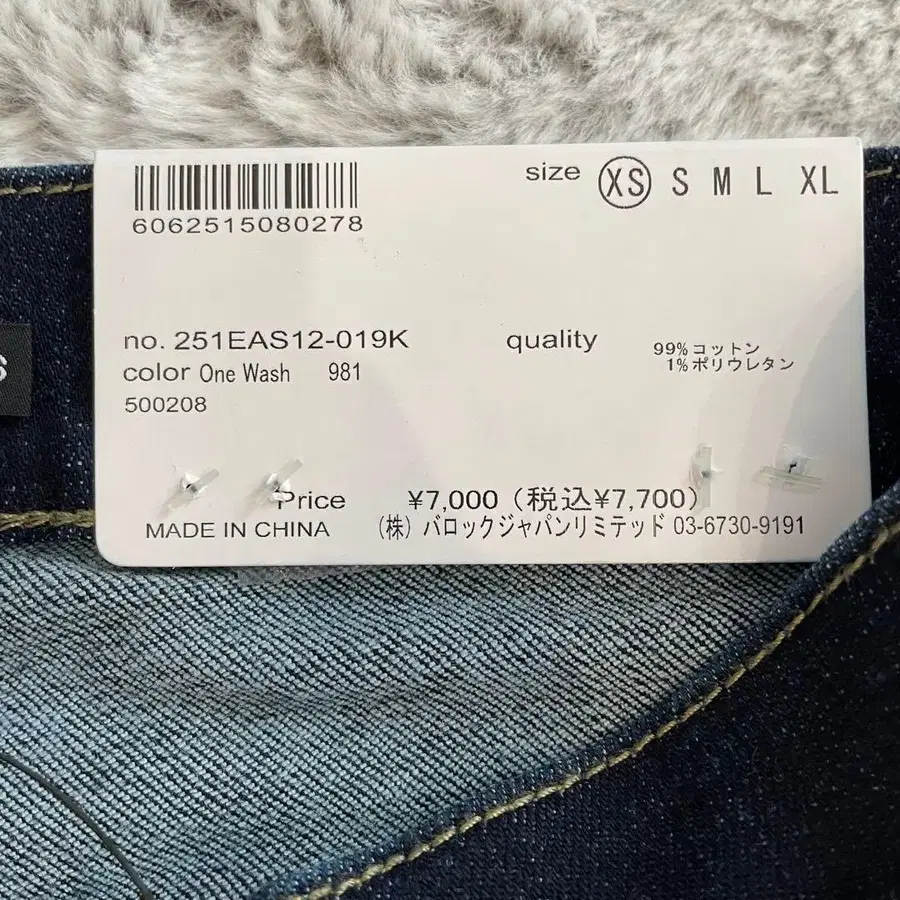 size XS S M L XL
6062515080278
no. 251EAS12-019K
quality 99%コットン
1%ポリウレタン
color One Wash 981
500208
Price ¥7,000（税込¥7,700）
MADE IN CHINA （株）バロックジャパンリミテッド 03-6730-9191
S